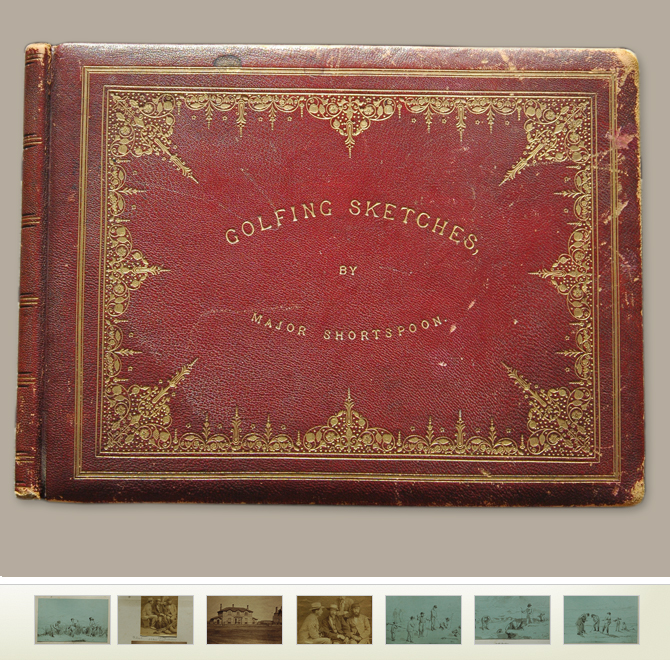 GOLFING SKETCHES,
BY
MAJOR SHORTSPOON.